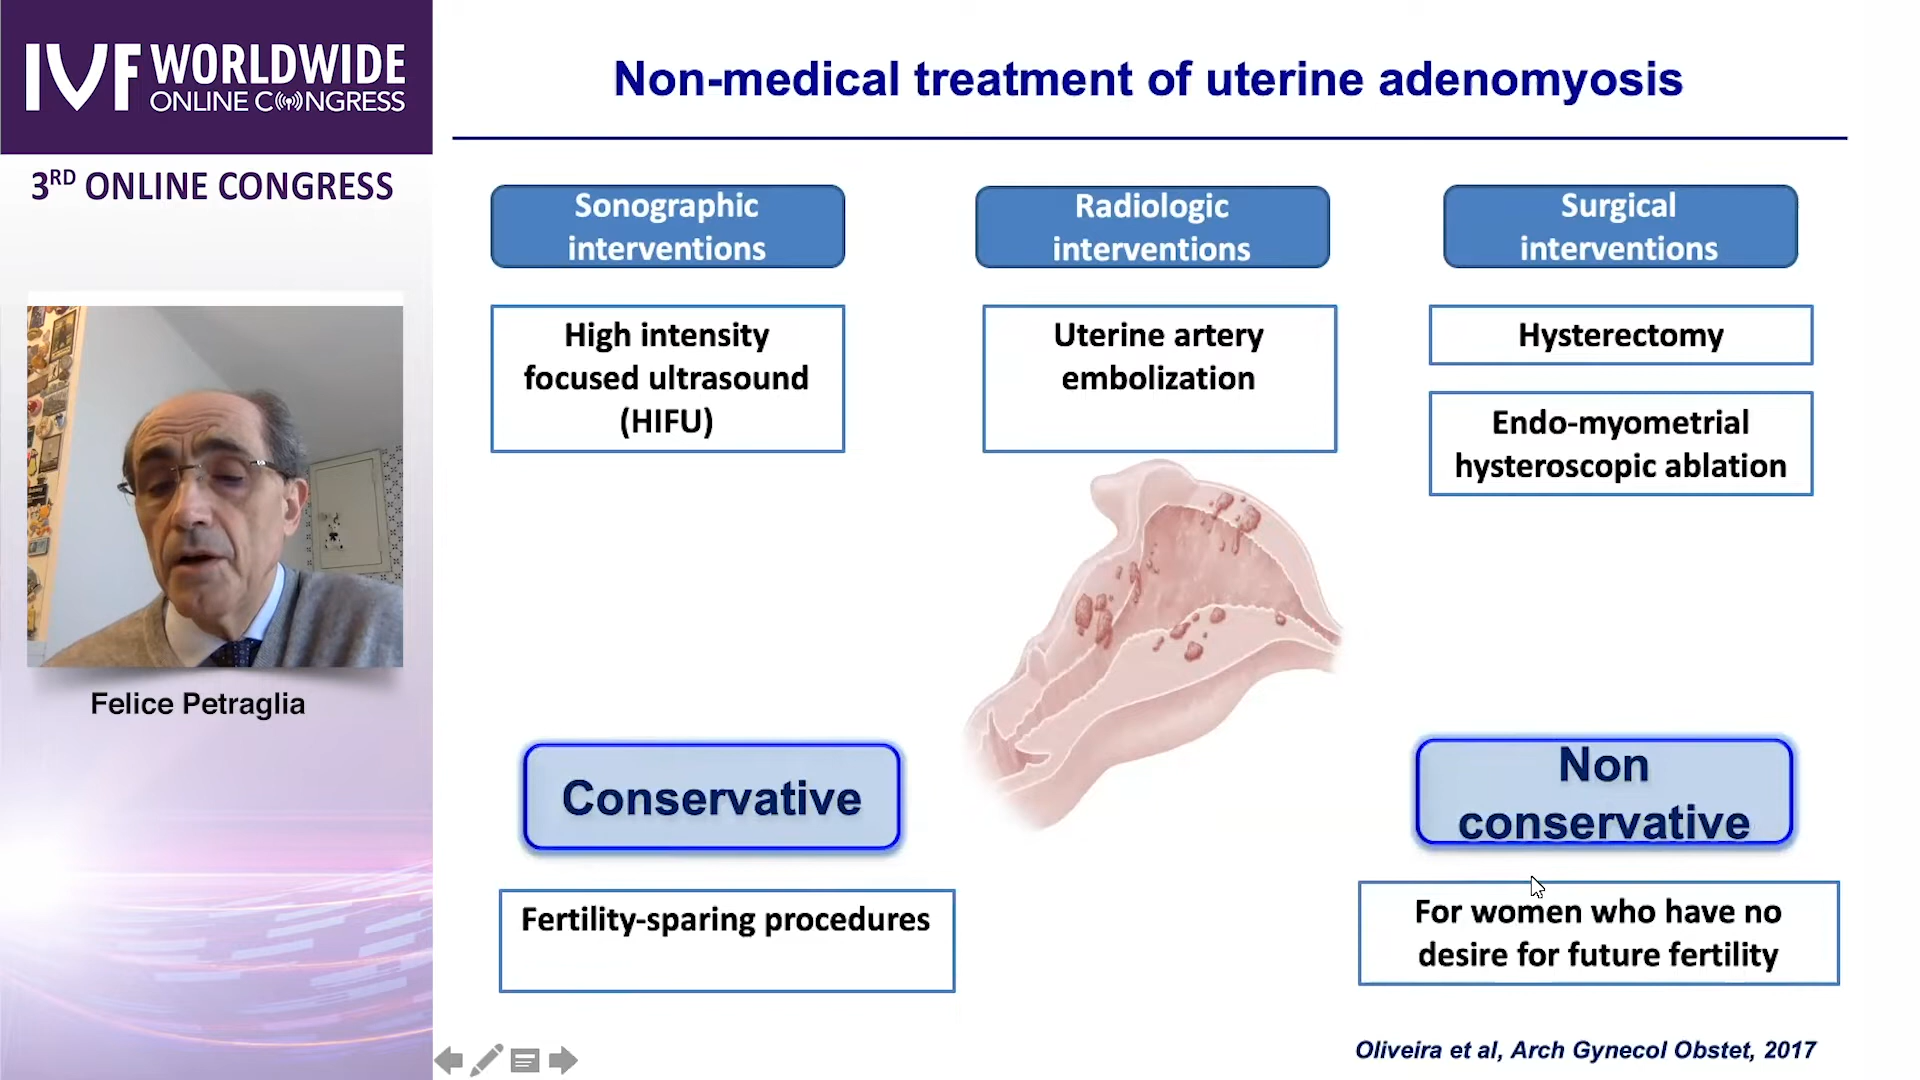 IVF WORLDWIDE
ONLINE CONGRESS
3RD ONLINE CONGRESS
Felice Petraglia
Non-medical treatment of uterine adenomyosis
Sonographic
interventions
High intensity
focused ultrasound
(HIFU)
Radiologic
interventions
Uterine artery
embolization
Surgical
interventions
Hysterectomy
Endo-myometrial
hysteroscopic ablation
Conservative
Fertility-sparing procedures
Non
conservative
For women who have no
desire for future fertility
Oliveira et al, Arch Gynecol Obstet, 2017